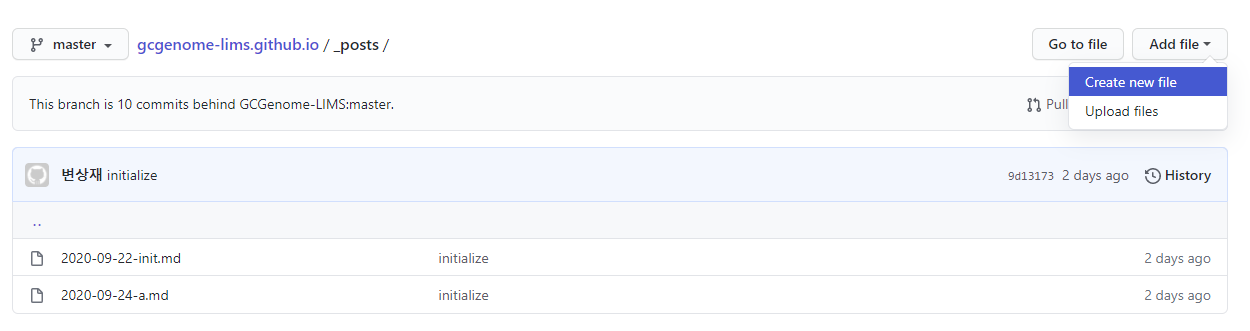 master gcgenome-lims.github.io / _posts / Go to file Add file
Create new file
This branch is 10 commits behind GCGenome-LIMS:master. Pull
Upload files
변상재 initialize 9d13173 2 days ago History
..
2020-09-22-init.md initialize 2 days ago
2020-09-24-a.md initialize 2 days ago